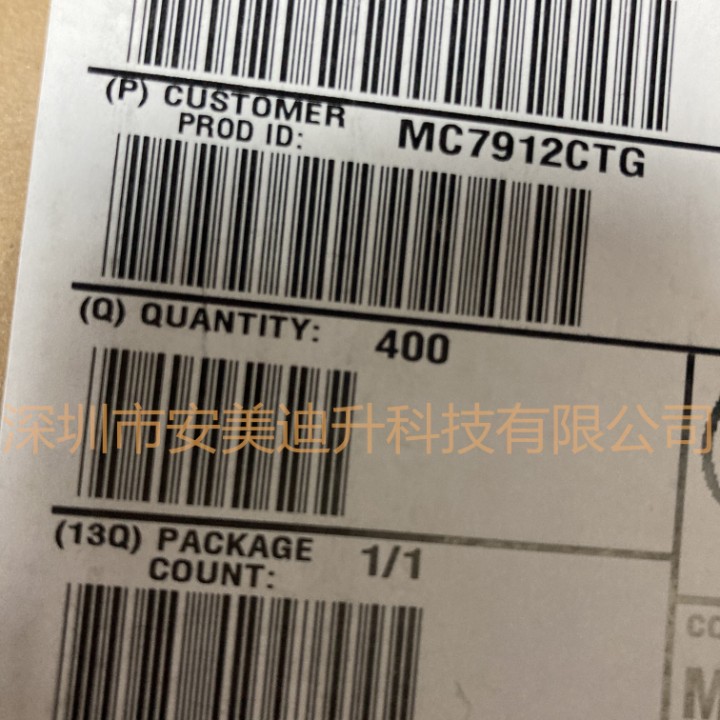 (P) CUSTOMER
PROD ID: MC7912CTG
(Q) QUANTITY: 400
深圳市安美迪升科技有限公司
(13Q) PACKAGE
COUNT: 1/1